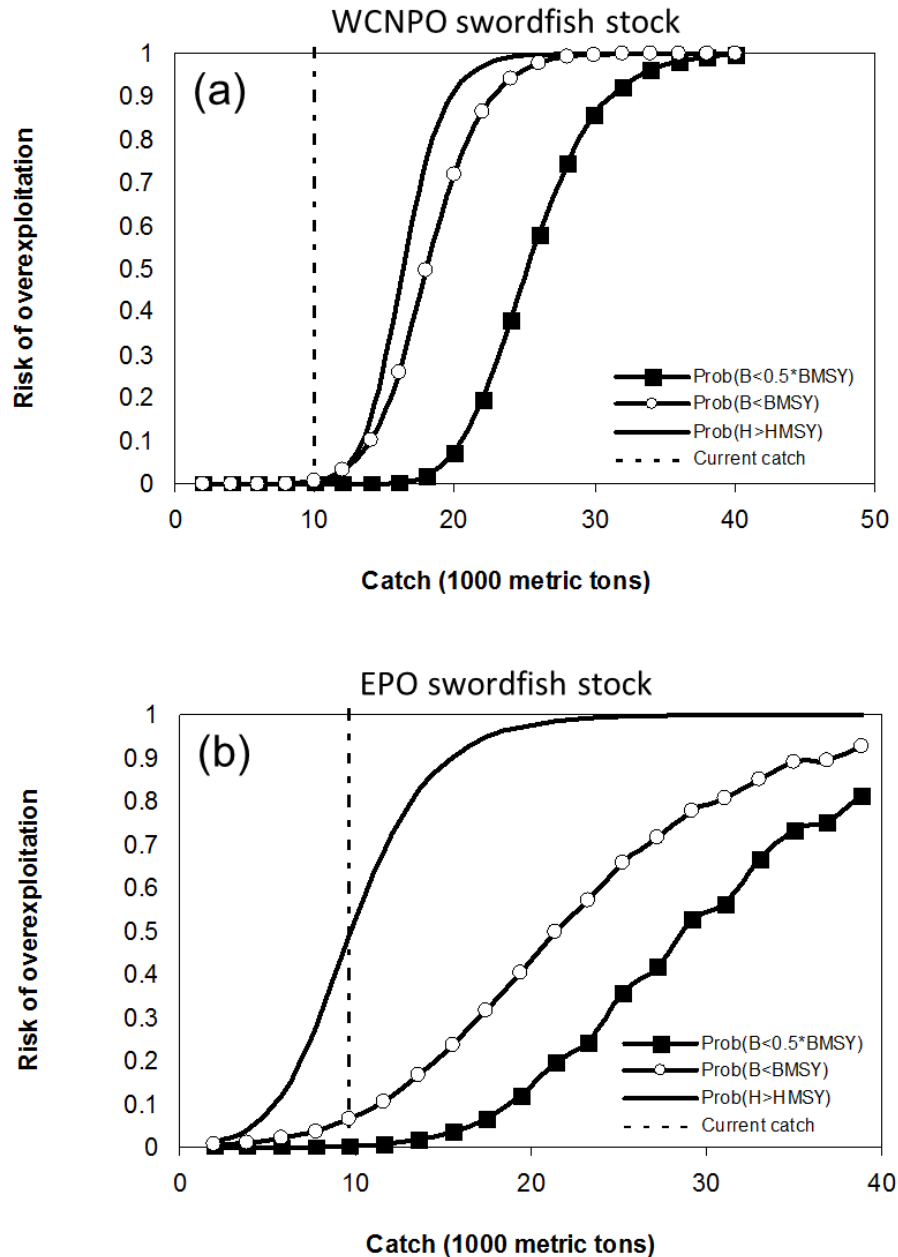 WCNPO swordfish stock
(a)
Risk of overexploitation
1
0.9
0.8
0.7
0.6
0.5
0.4
0.3
0.2
0.1
0
Prob(B<0.5*BMSY)
Prob(B<BMSY)
Prob(H>HMSY)
Current catch
0 10 20 30 40 50
Catch (1000 metric tons)
EPO swordfish stock
(b)
Risk of overexploitation
1
0.9
0.8
0.7
0.6
0.5
0.4
0.3
0.2
0.1
0
Prob(B<0.5*BMSY)
Prob(B<BMSY)
Prob(H>HMSY)
Current catch
0 10 20 30 40
Catch (1000 metric tons)